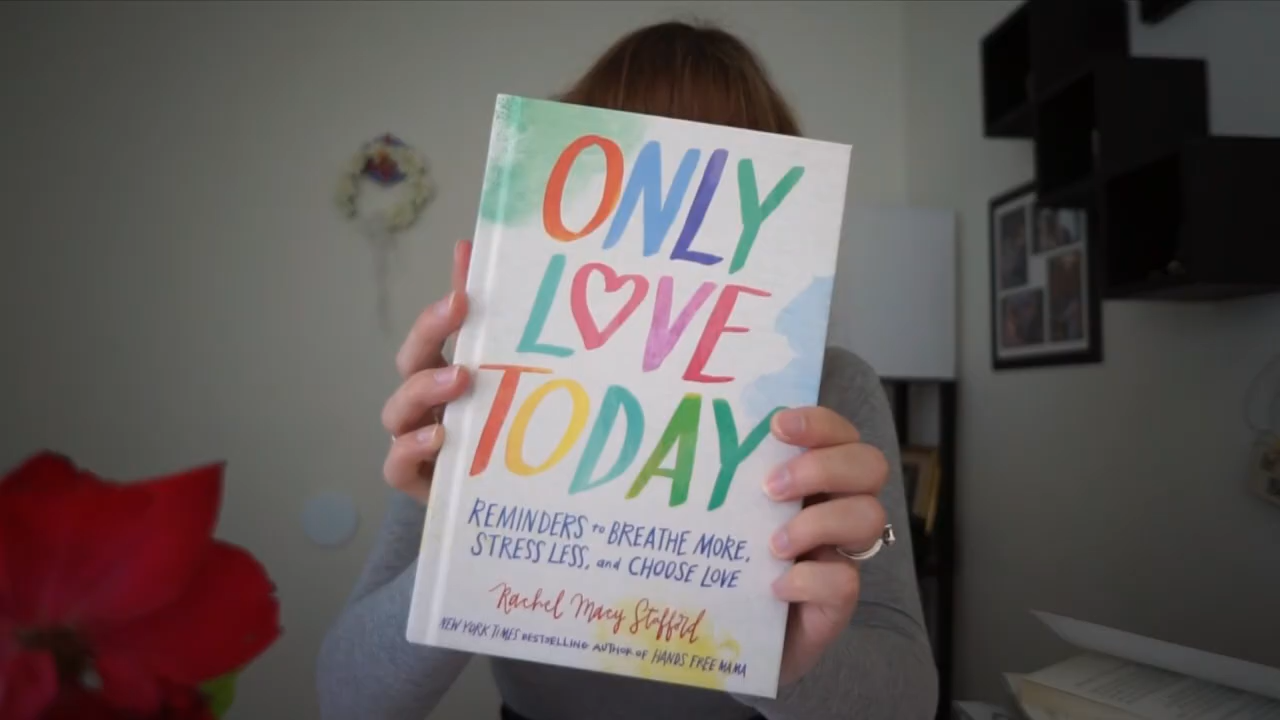 ONLY
LOVE
TODAY
REMINDERS to BREATHE MORE,
STRESS LESS, and CHOOSE LOVE
Rachel Macy Stafford
NEW YORK TIMES BESTSELLING AUTHOR OF HANDS FREE MAMA